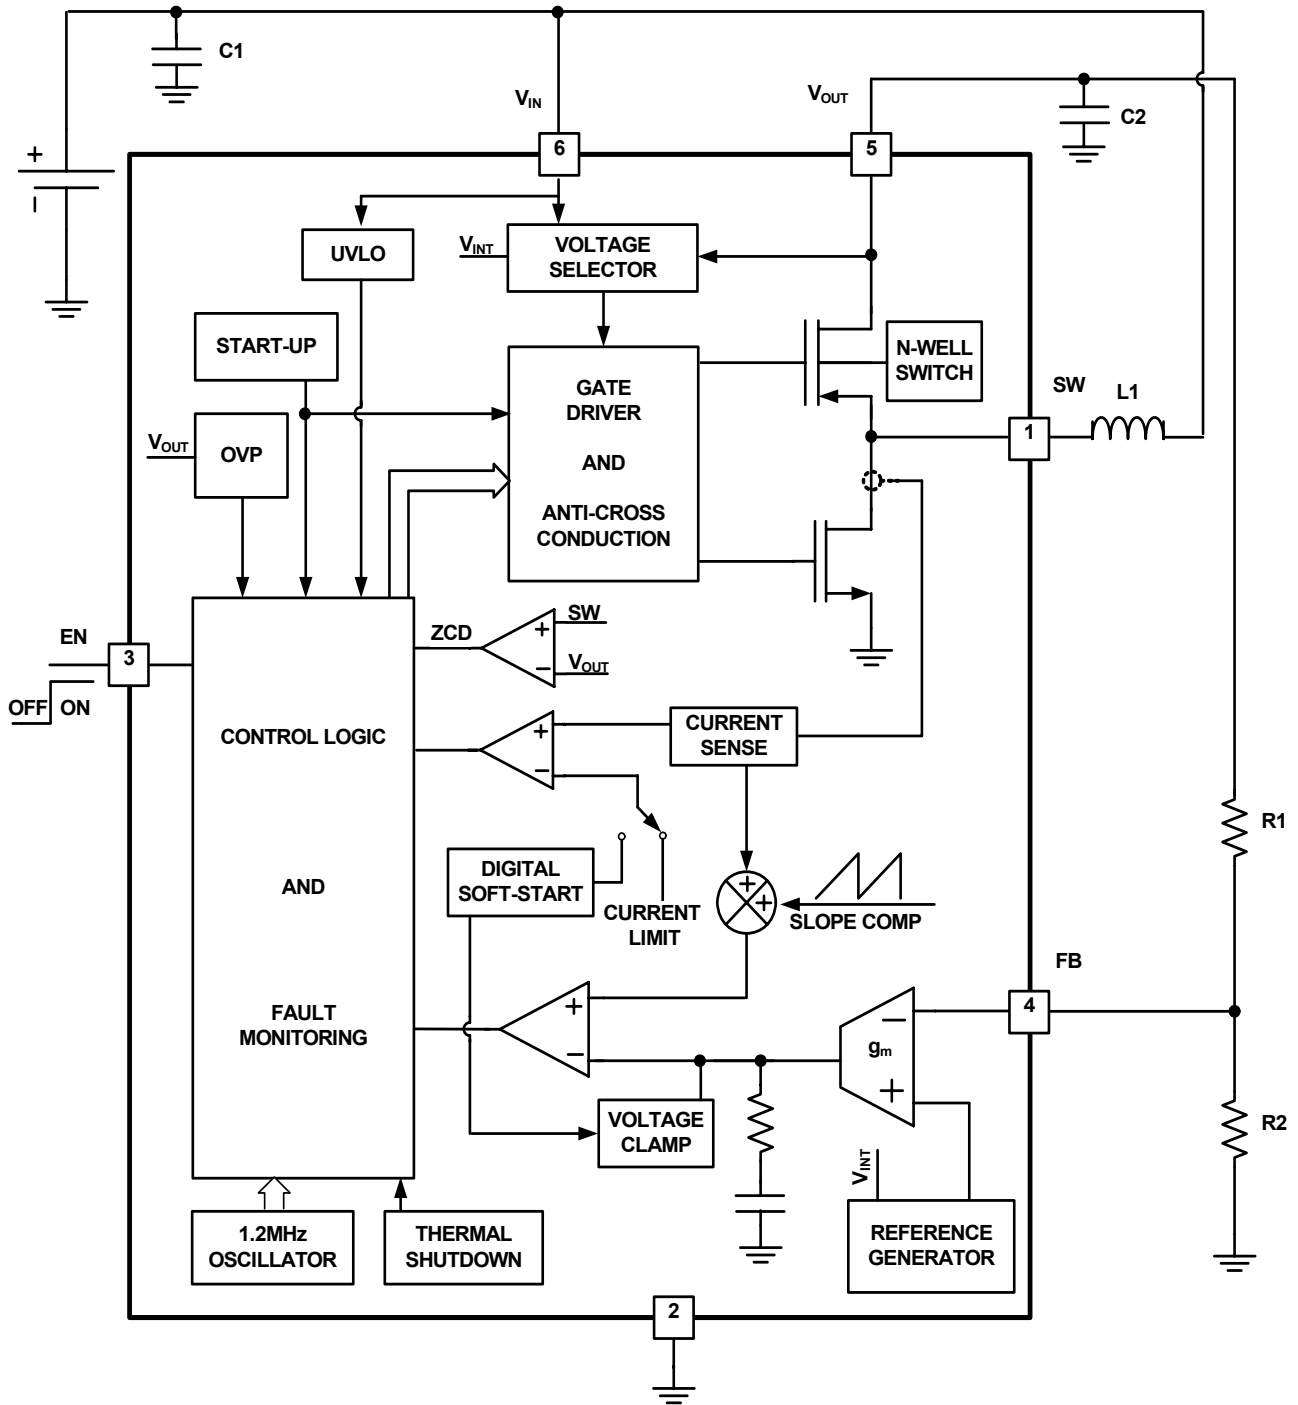 C1
VIN
VOUT
C2
+
6
5
−
UVLO
VINT
VOLTAGE
SELECTOR
START-UP
N-WELL
SWITCH
GATE
DRIVER
AND
ANTI-CROSS
CONDUCTION
SW
L1
1
VOUT
OVP
EN
3
OFF
ON
ZCD
+
SW
−
VOUT
CONTROL LOGIC
AND
FAULT
MONITORING
+
−
CURRENT
SENSE
R1
DIGITAL
SOFT-START
CURRENT
LIMIT
+
+
SLOPE COMP
FB
4
+
−
−
gm
+
VOLTAGE
CLAMP
R2
VINT
REFERENCE
GENERATOR
1.2MHz
OSCILLATOR
THERMAL
SHUTDOWN
2